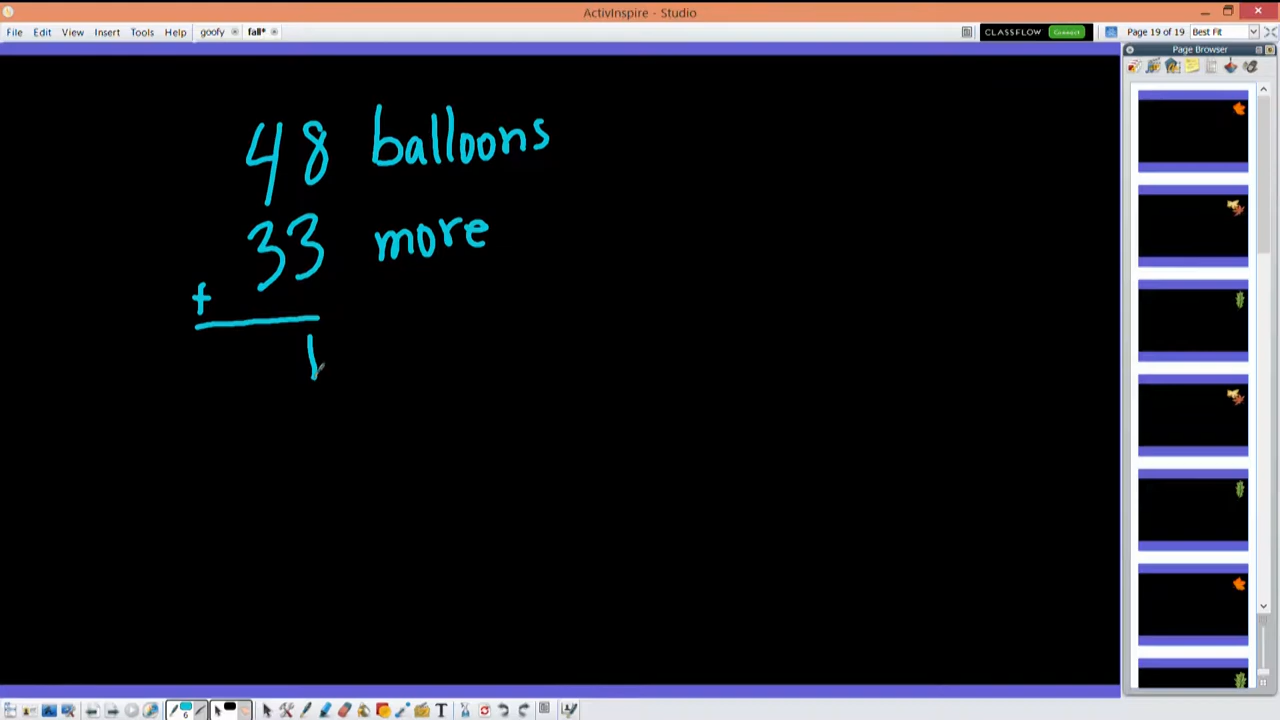 ActivInspire - Studio
File Edit View Insert Tools Help goofy fall* CLASSFLOW Connect Page 19 of 19 Best Fit
Page Browser
48 balloons
33 more
+
1
6 T